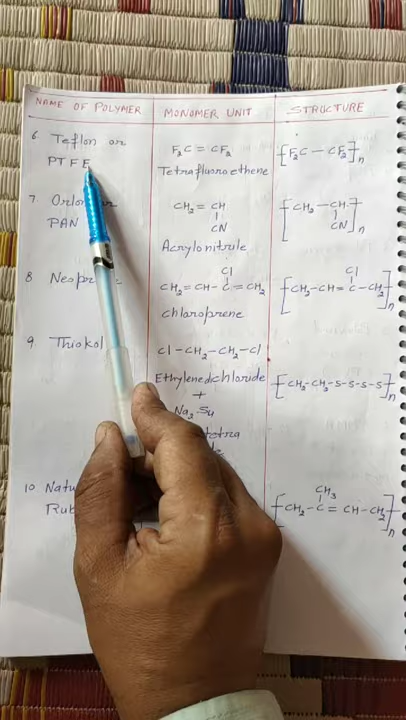 NAME OF POLYMER MONOMER UNIT STRUCTURE
6 Teflon or
PTFE
F₂C = CF₂
Tetrafluoroethene
[F₂C — CF₂]n
7.
PAN
CH₂ = CH
CN
Acrylonitrile
[CH₂ — CH
CN]n
8
Cl
CH₂ = CH - C = CH₂
chloroprene
Cl
[CH₂-CH = C-CH₂]n
9. Thiokol
Cl-CH₂-CH₂-Cl
chloride
+
Na₂S₄
tetra
[CH₂-CH₂-S-S-S-S]n
10
CH₃
[CH₂-C = CH-CH₂]n